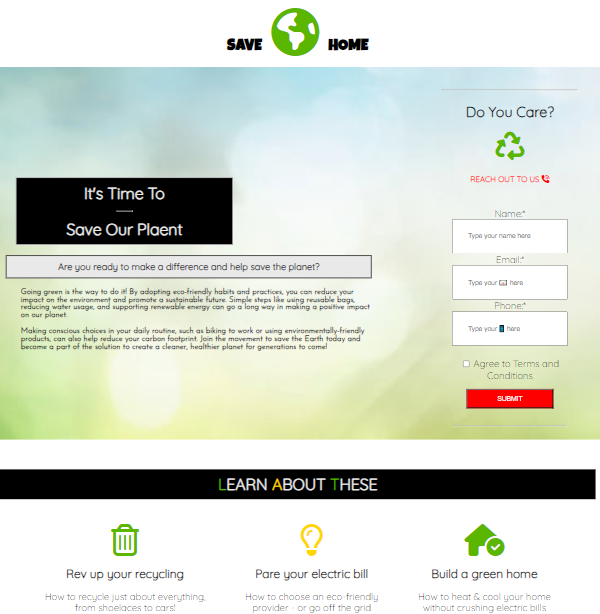 SAVE HOME
Do You Care?
REACH OUT TO US
It's Time To
Save Our Plaent
Are you ready to make a difference and help save the planet?
Going green is the way to do it! By adopting eco-friendly habits and practices, you can reduce your
impact on the environment and promote a sustainable future. Simple steps like using reusable bags,
reducing water usage, and supporting renewable energy can go a long way in making a positive impact
on our planet.
Making conscious choices in your daily routine, such as biking to work or using environmentally-friendly
products, can also help reduce your carbon footprint. Join the movement to save the Earth today and
become a part of the solution to create a cleaner, healthier planet for generations to come!
Name:*
Type your name here
Email:*
Type your 📧 here
Phone:*
Type your 📱 here
Agree to Terms and
Conditions
SUBMIT
LEARN ABOUT THESE
Rev up your recycling
How to recycle just about everything,
from shoelaces to cars!
Pare your electric bill
How to choose an eco-friendly
provider - or go off the grid
Build a green home
How to heat & cool your home
without crushing electric bills